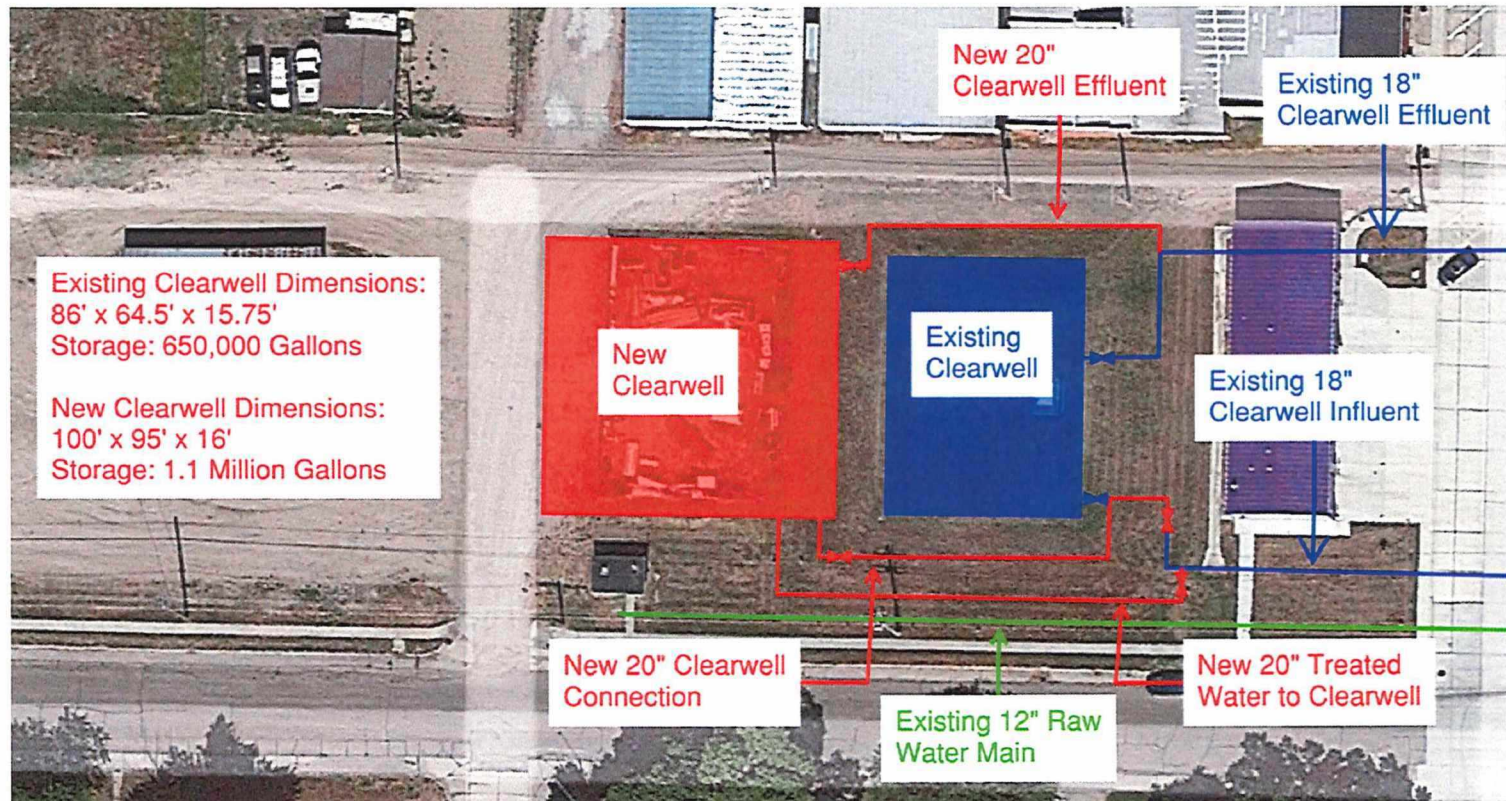 New 20"
Clearwell Effluent
Existing 18"
Clearwell Effluent
Existing Clearwell Dimensions:
86' x 64.5' x 15.75'
Storage: 650,000 Gallons
New Clearwell Dimensions:
100' x 95' x 16'
Storage: 1.1 Million Gallons
New
Clearwell
Existing
Clearwell
Existing 18"
Clearwell Influent
New 20" Clearwell
Connection
Existing 12" Raw
Water Main
New 20" Treated
Water to Clearwell